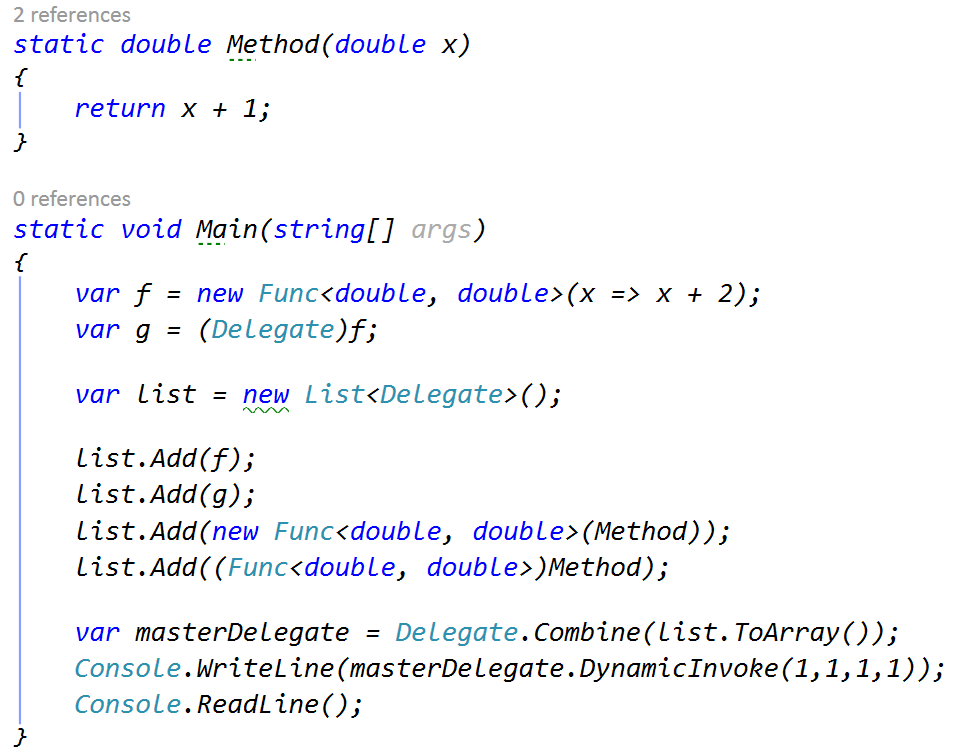 2 references
static double Method(double x)
{
    return x + 1;
}
0 references
static void Main(string[] args)
{
    var f = new Func<double, double>(x => x + 2);
    var g = (Delegate)f;
    var list = new List<Delegate>();
    list.Add(f);
    list.Add(g);
    list.Add(new Func<double, double>(Method));
    list.Add((Func<double, double>)Method);
    var masterDelegate = Delegate.Combine(list.ToArray());
    Console.WriteLine(masterDelegate.DynamicInvoke(1,1,1,1));
    Console.ReadLine();
}